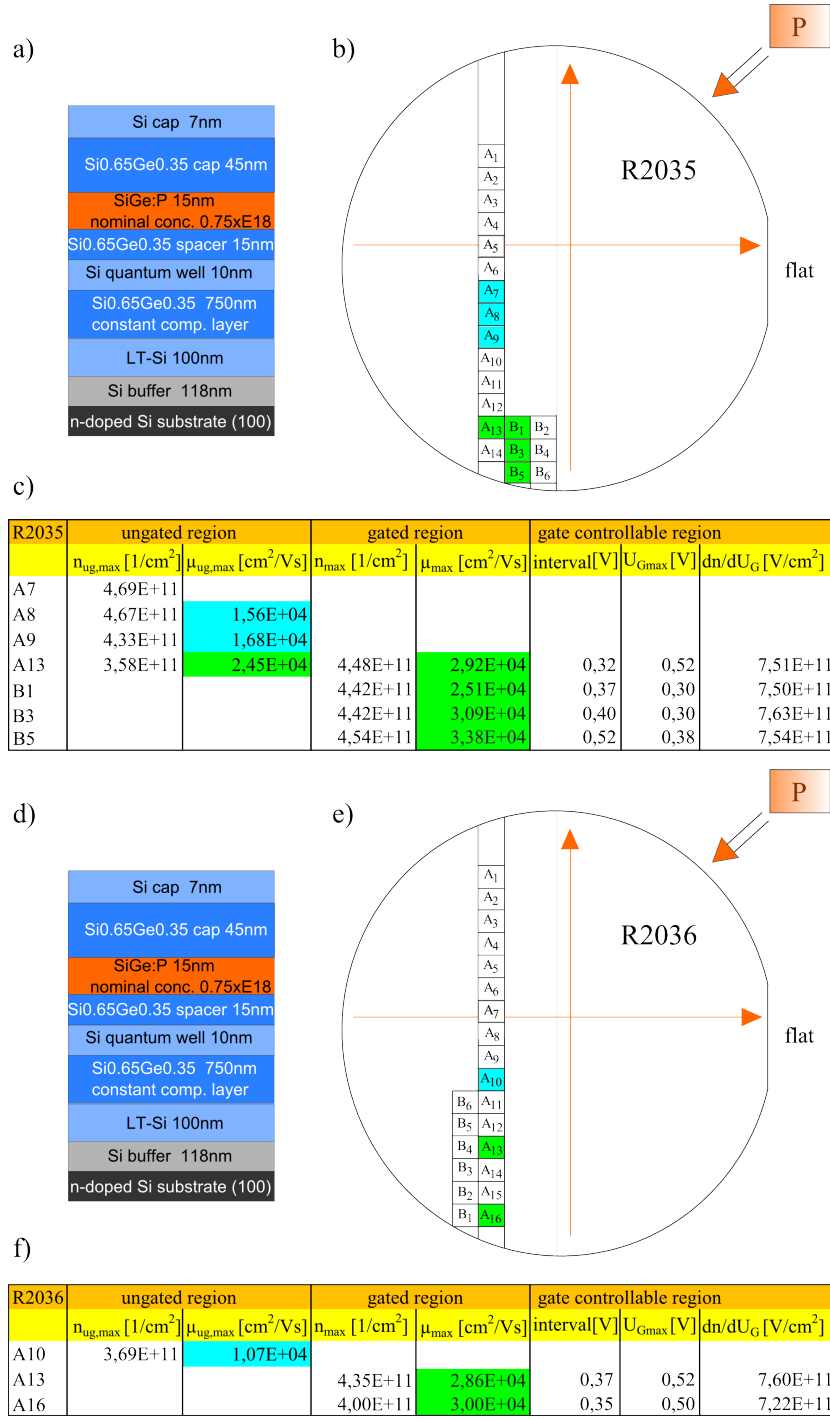 P
a)
b)
Si cap 7nm
Si0.65Ge0.35 cap 45nm
SiGe:P 15nm
nominal conc. 0.75xE18
Si0.65Ge0.35 spacer 15nm
Si quantum well 10nm
Si0.65Ge0.35 750nm
constant comp. layer
LT-Si 100nm
Si buffer 118nm
n-doped Si substrate (100)
R2035
flat
A1
A2
A3
A4
A5
A6
A7
A8
A9
A10
A11
A12
A13 B1 B2
A14 B3 B4
B5 B6
c)
R2035 ungated region gated region gate controllable region
nug,max [1/cm2] μug,max [cm2/Vs] nmax [1/cm2] μmax [cm2/Vs] interval[V] UGmax [V] dn/dUG [V/cm2]
A7 4,69E+11
A8 4,67E+11 1,56E+04
A9 4,33E+11 1,68E+04
A13 3,58E+11 2,45E+04 4,48E+11 2,92E+04 0,32 0,52 7,51E+11
B1 4,42E+11 2,51E+04 0,37 0,30 7,50E+11
B3 4,42E+11 3,09E+04 0,40 0,30 7,63E+11
B5 4,54E+11 3,38E+04 0,52 0,38 7,54E+11
P
d)
e)
Si cap 7nm
Si0.65Ge0.35 cap 45nm
SiGe:P 15nm
nominal conc. 0.75xE18
Si0.65Ge0.35 spacer 15nm
Si quantum well 10nm
Si0.65Ge0.35 750nm
constant comp. layer
LT-Si 100nm
Si buffer 118nm
n-doped Si substrate (100)
R2036
flat
A1
A2
A3
A4
A5
A6
A7
A8
A9
A10
B6 A11
B5 A12
B4 A13
B3 A14
B2 A15
B1 A16
f)
R2036 ungated region gated region gate controllable region
nug,max [1/cm2] μug,max [cm2/Vs] nmax [1/cm2] μmax [cm2/Vs] interval[V] UGmax [V] dn/dUG [V/cm2]
A10 3,69E+11 1,07E+04
A13 4,35E+11 2,86E+04 0,37 0,52 7,60E+11
A16 4,00E+11 3,00E+04 0,35 0,50 7,22E+11